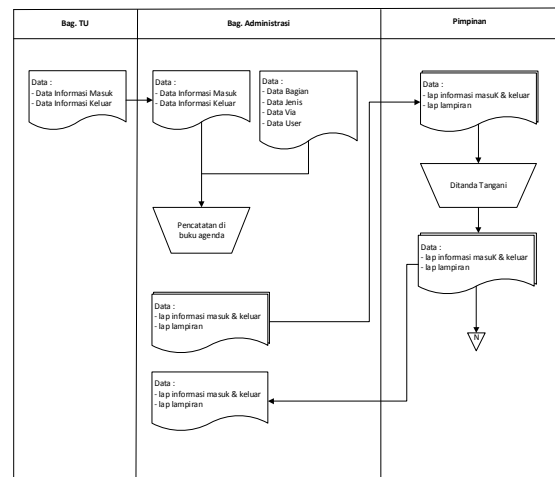 Bag. TU
Bag. Administrasi
Pimpinan
Data :
- Data Informasi Masuk
- Data Informasi Keluar
Data :
- Data Informasi Masuk
- Data Informasi Keluar
Data :
- Data Bagian
- Data Jenis
- Data Via
- Data User
Pencatatan di
buku agenda
Data :
- lap informasi masuk & keluar
- lap lampiran
Data :
- lap informasi masuk & keluar
- lap lampiran
Data :
- lap informasi masuK & keluar
- lap lampiran
Ditanda Tangani
Data :
- lap informasi masuK & keluar
- lap lampiran
N